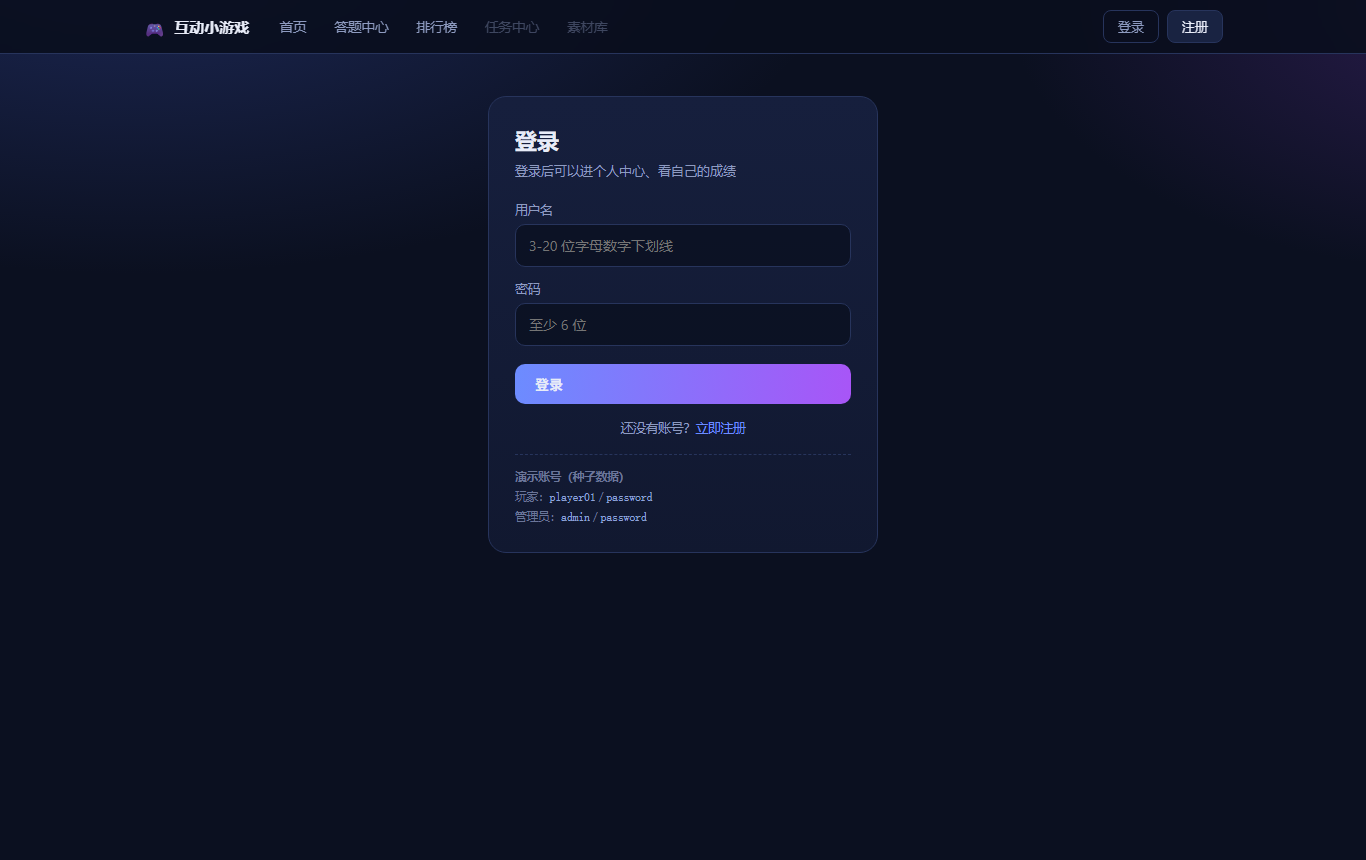 互动小游戏 首页 答题中心 排行榜 任务中心 素材库 登录 注册
登录
登录后可以进个人中心、看自己的成绩
用户名
3-20 位字母数字下划线
密码
至少 6 位
登录
还没有账号？立即注册
演示账号（种子数据）
玩家：player01 / password
管理员：admin / password